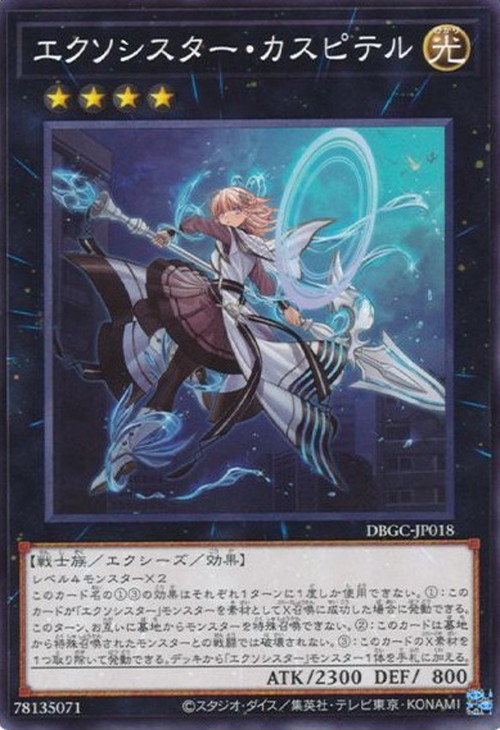 エクソシスター・カスピテル
光
DBGC-JP018
【戦士族/エクシーズ/効果】
レベル4モンスター×2
このカード名の①③の効果はそれぞれ1ターンに1度しか使用できない。①:この
カードが「エクソシスター」モンスターを素材としてX召喚に成功した場合に発動できる。
このターン、お互いに墓地からモンスターを特殊召喚できない。②:このカードは墓地
から特殊召喚されたモンスターとの戦闘では破壊されない。③:このカードのX素材を
1つ取り除いて発動できる。デッキから「エクソシスター」モンスター1体を手札に加える。
ATK/2300 DEF/ 800
78135071
©スタジオ・ダイス/集英社・テレビ東京・KONAMI